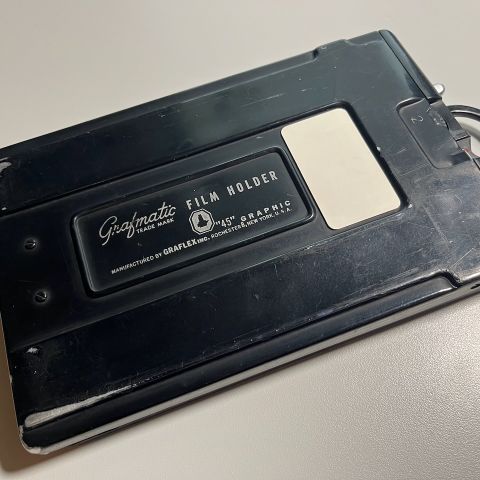 Grafmatic FILM HOLDER
TRADE MARK
"45" GRAPHIC
MANUFACTURED BY GRAFLEX INC. ROCHESTER 8, NEW YORK, U.S.A.
2